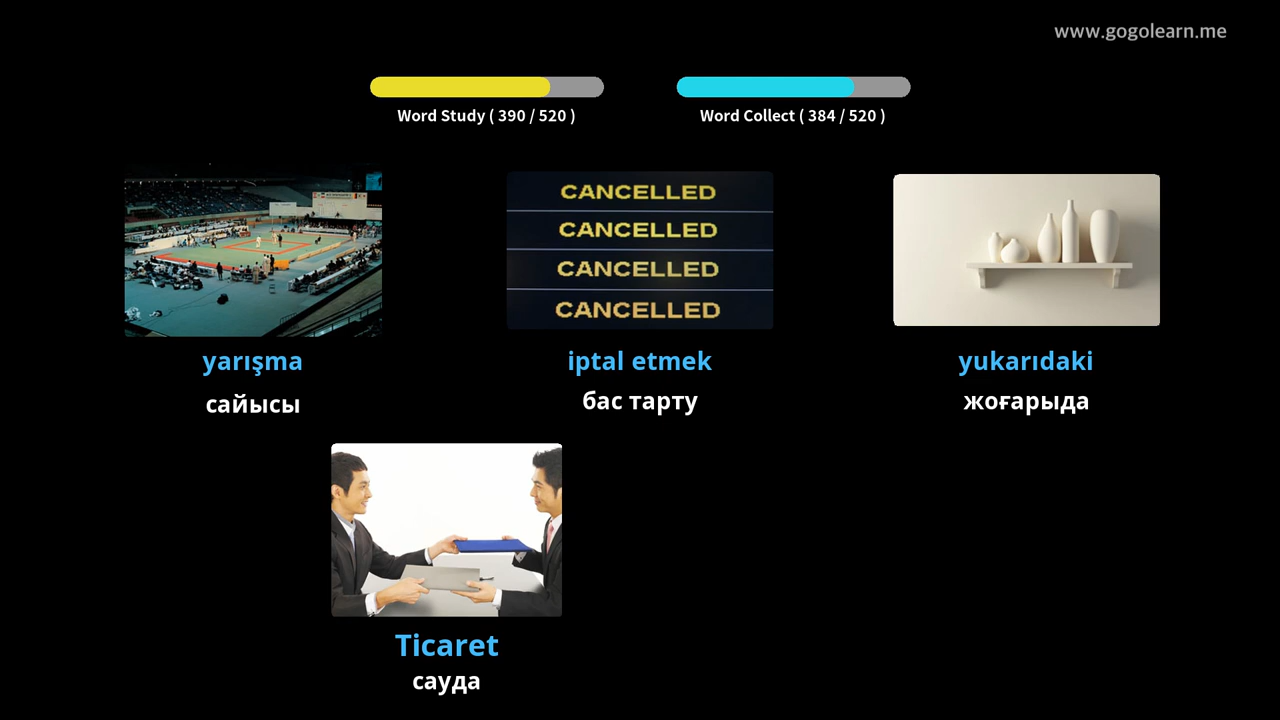 www.gogolearn.me
Word Study ( 390 / 520 )
Word Collect ( 384 / 520 )
CANCELLED
CANCELLED
CANCELLED
CANCELLED
yarışma
сайысы
iptal etmek
бас тарту
yukarıdaki
жоғарыда
Ticaret
сауда